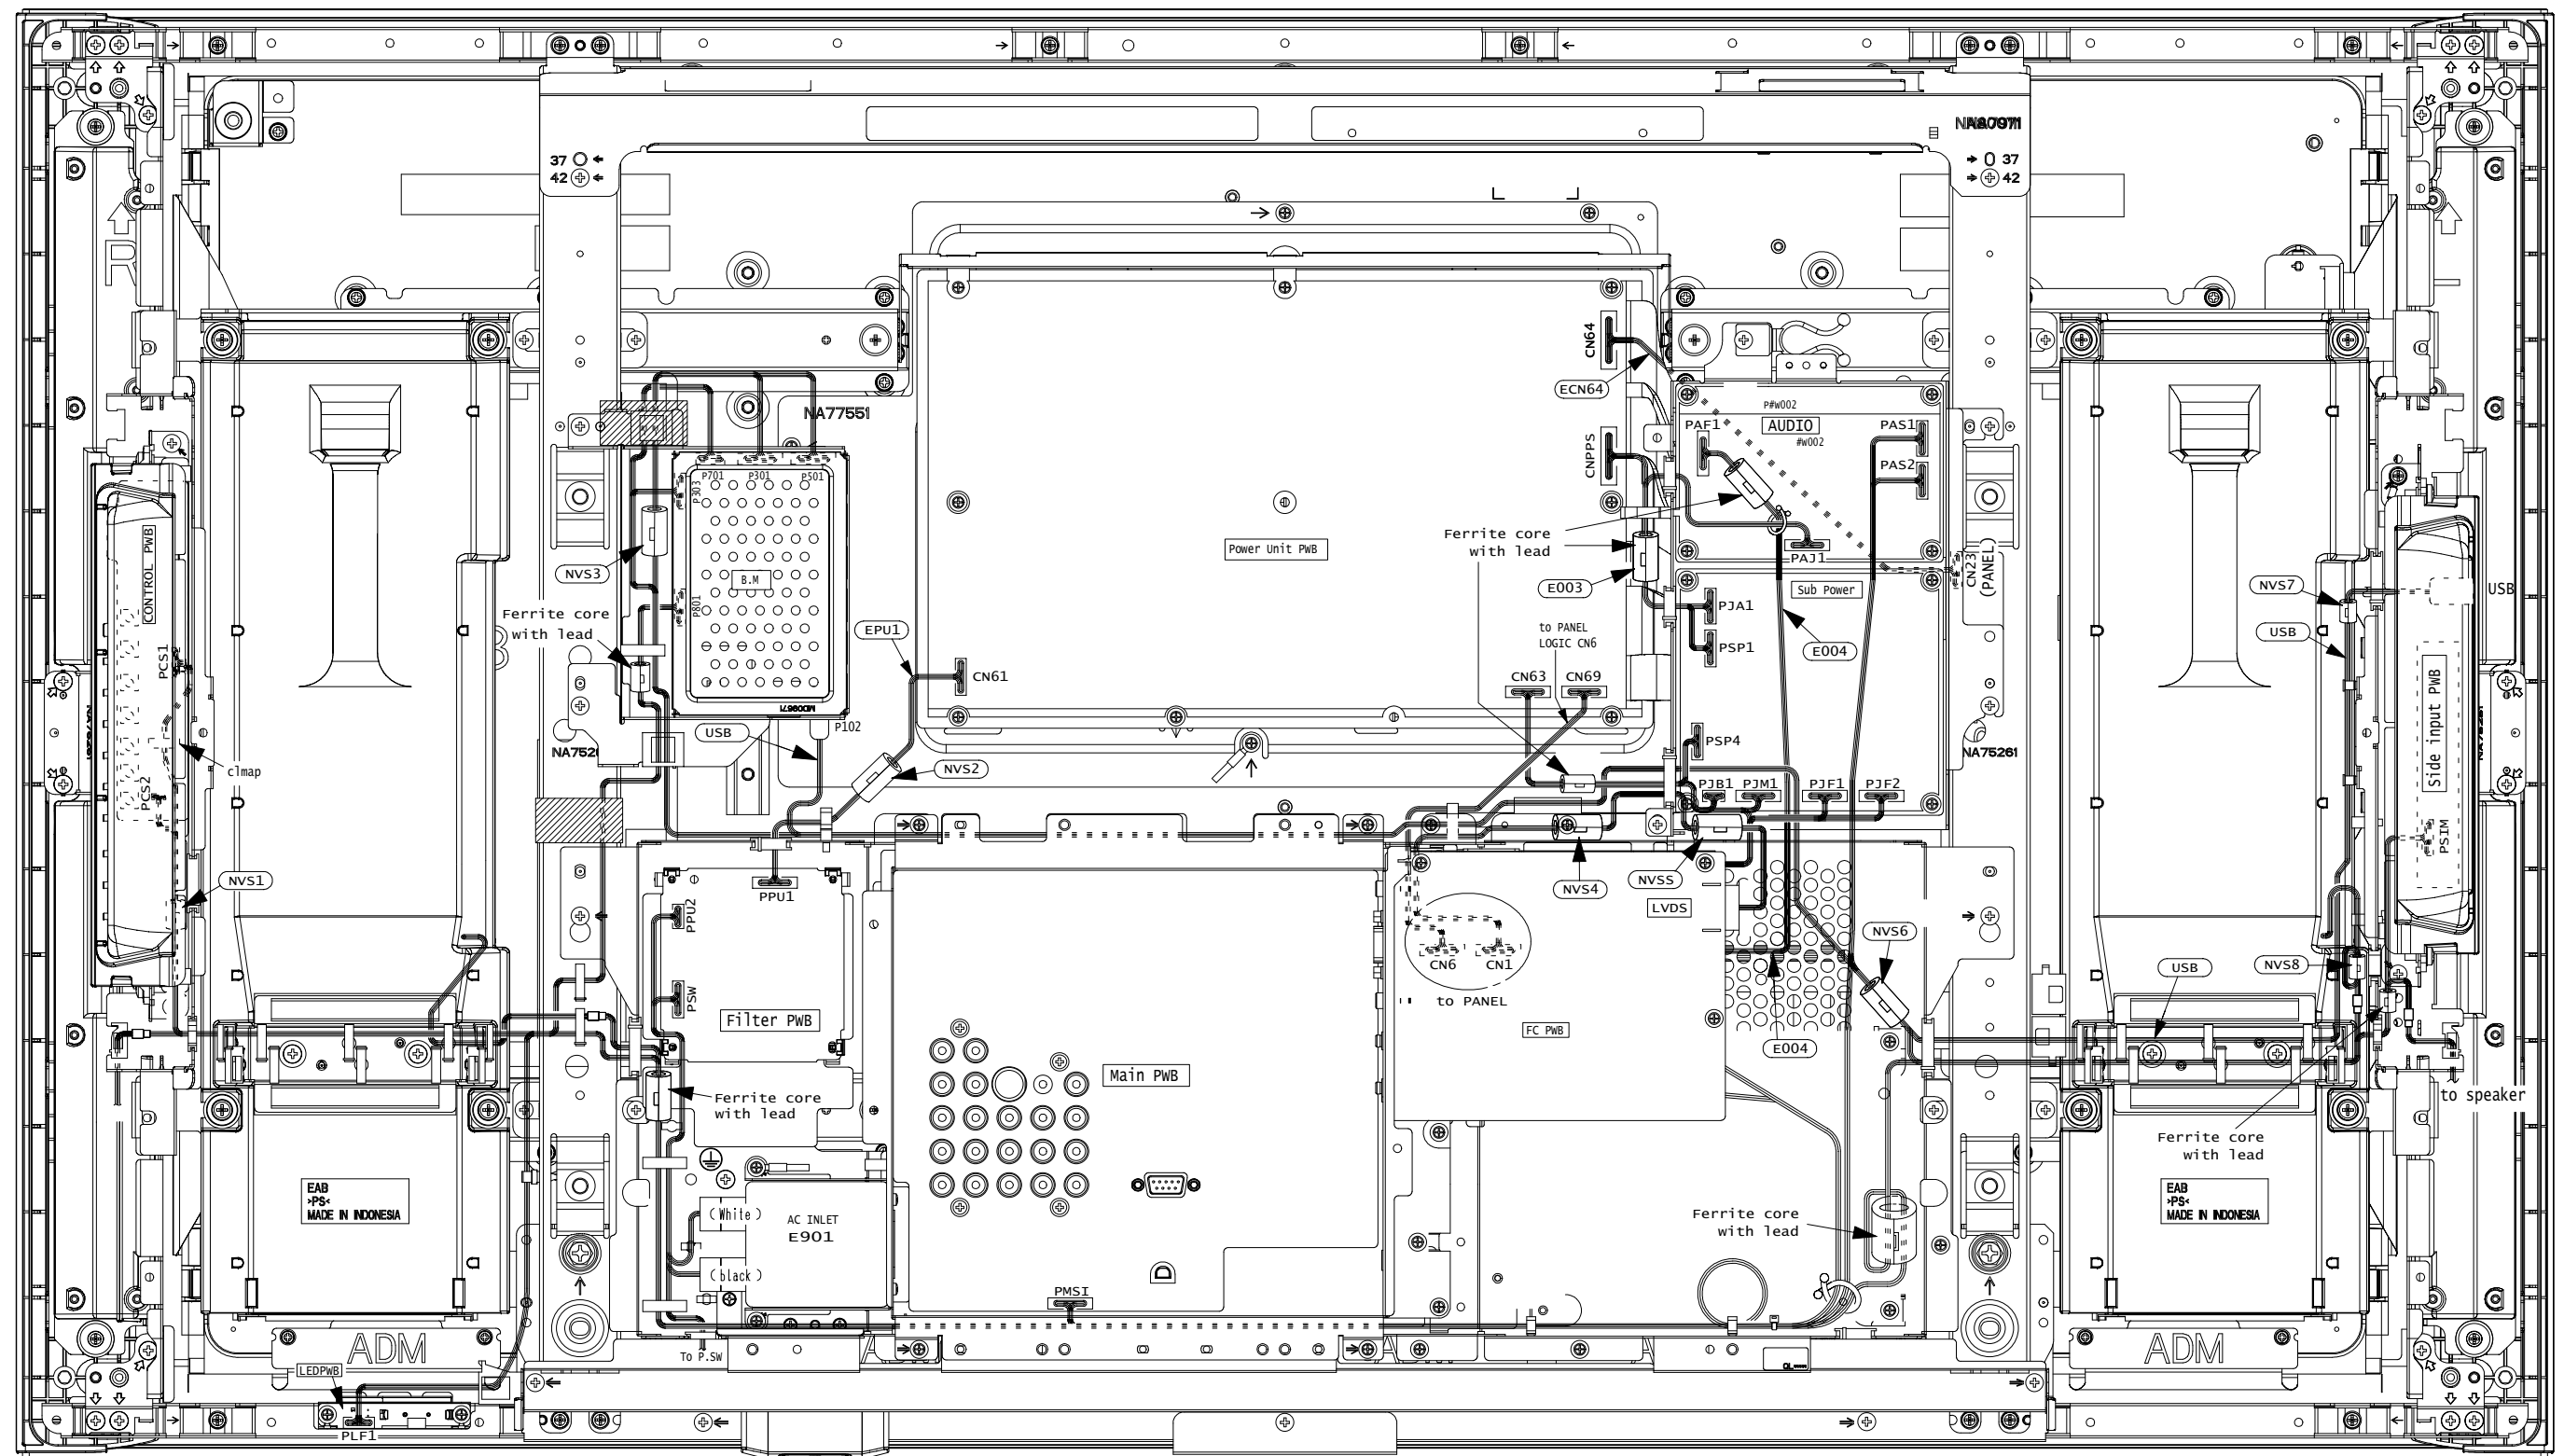 37
42
37
42
R
CN64
ECN64
NA77551
P#W002
AUDIO
#W002
PAF1
PAS1
PAS2
CNPPS
P701
P301
P501
P303
Ferrite core
with lead
Power Unit PWB
PAJ1
CN23
(PANEL)
CONTROL PWB
NVS3
B.M
P801
E003
Sub Power
NVS7
USB
Ferrite core
with lead
EPU1
PJA1
to PANEL
LOGIC CN6
PSP1
E004
USB
PCS1
CN61
CN63
CN69
Side input PWB
P102
USB
PSP4
NA75261
clmap
NVS2
PCS2
PJB1
PJM1
PJF1
PJF2
PSIM
NVS1
PPU1
NVS4
NVSS
PPU2
LVDS
NVS6
CN6
CN1
to PANEL
USB
NVS8
PSW
Filter PWB
FC PWB
E004
Main PWB
Ferrite core
with lead
to speaker
Ferrite core
with lead
EAB
>PS<
MADE IN INDONESIA
(White)
AC INLET
E901
Ferrite core
with lead
EAB
>PS<
MADE IN INDONESIA
(black)
D
PMSI
ADM
To P.SW
ADM
LEDPWB
PLF1